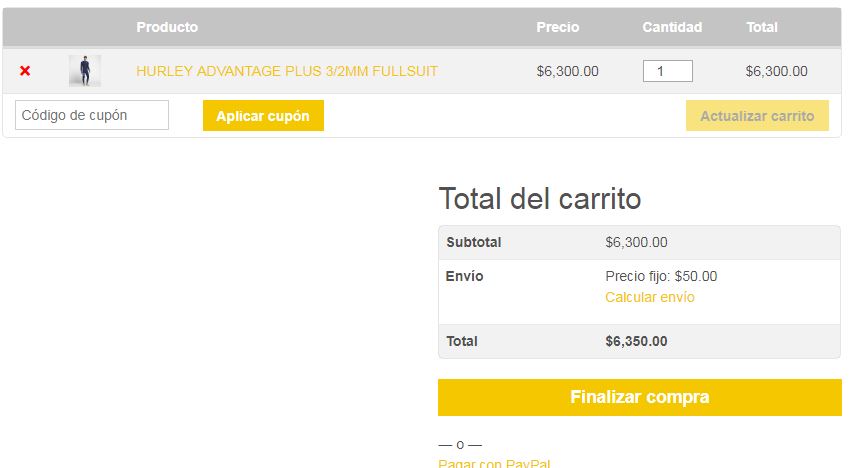 Producto Precio Cantidad Total
HURLEY ADVANTAGE PLUS 3/2MM FULLSUIT $6,300.00 1 $6,300.00
Código de cupón Aplicar cupón Actualizar carrito
Total del carrito
Subtotal $6,300.00
Envío Precio fijo: $50.00
Calcular envío
Total $6,350.00
Finalizar compra
— o —
Pagar con PayPal